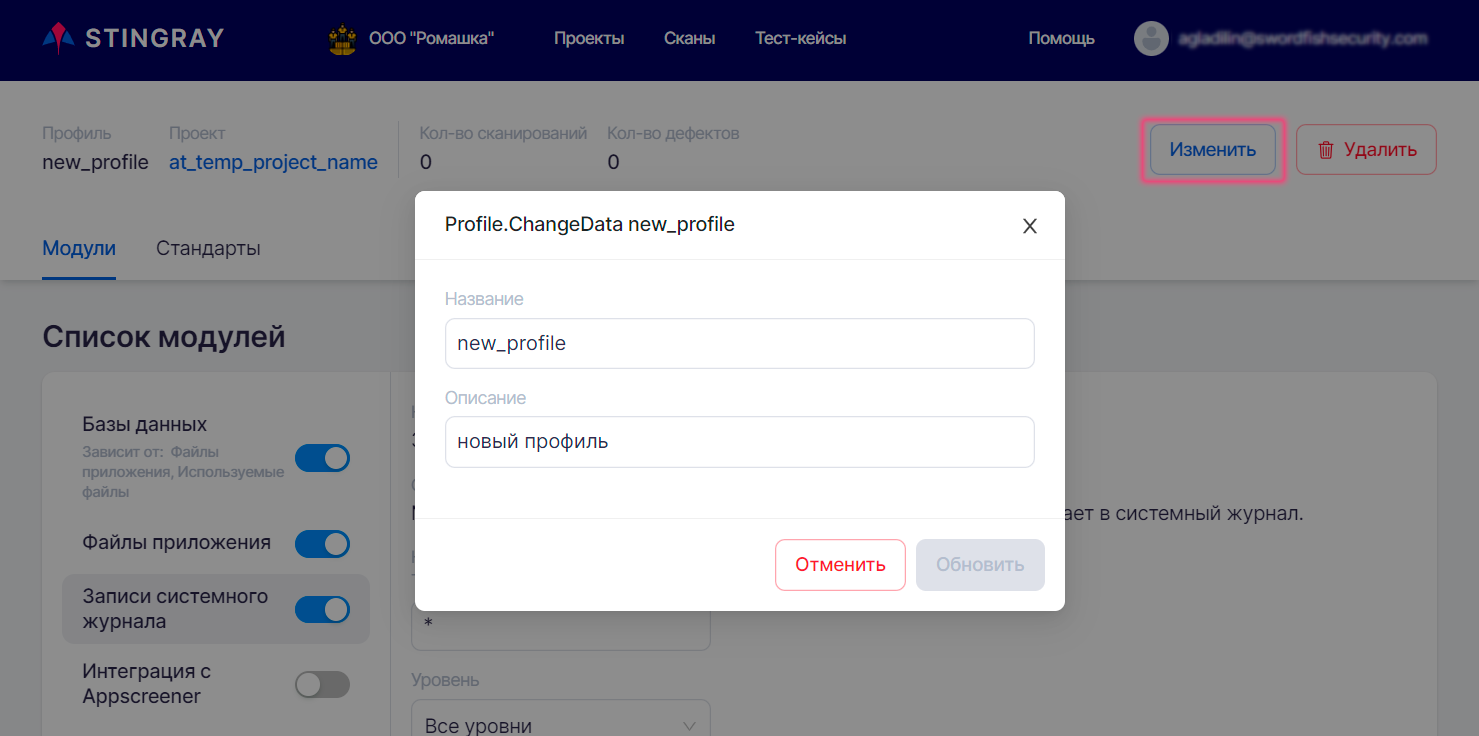 STINGRAY
ООО "Ромашка"
Проекты
Сканы
Тест-кейсы
Помощь
Профиль
new_profile
Проект
at_temp_project_name
Кол-во сканирований
0
Кол-во дефектов
0
Изменить
Удалить
Модули
Стандарты
Profile.ChangeData new_profile
Название
new_profile
Описание
новый профиль
Отменить
Обновить
Список модулей
Базы данных
Зависит от: Файлы
приложения, Используемые
файлы
Файлы приложения
Записи системного
журнала
Интеграция с
Appscreener
ает в системный журнал.
*
Уровень
Все уровни